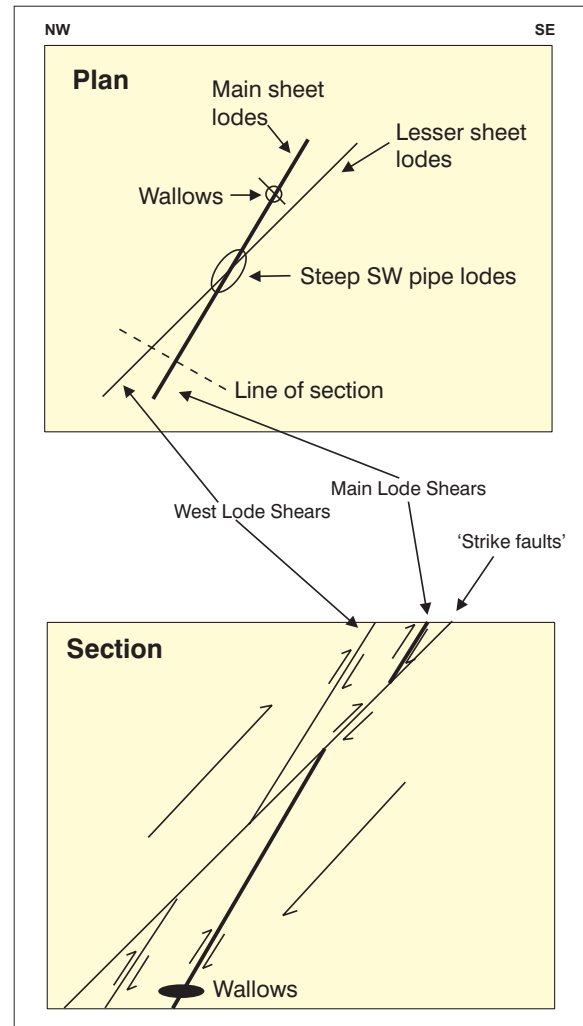 NW
SE
Plan
Main sheet
lodes
Lesser sheet
lodes
Wallows
Steep SW pipe lodes
Line of section
Main Lode Shears
West Lode Shears
‘Strike faults’
Section
Wallows